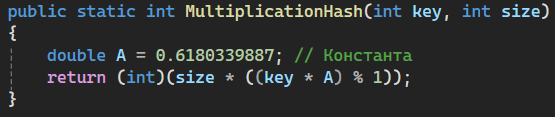 public static int MultiplicationHash(int key, int size)
{
    double A = 0.6180339887; // Константа
    return (int)(size * ((key * A) % 1));
}